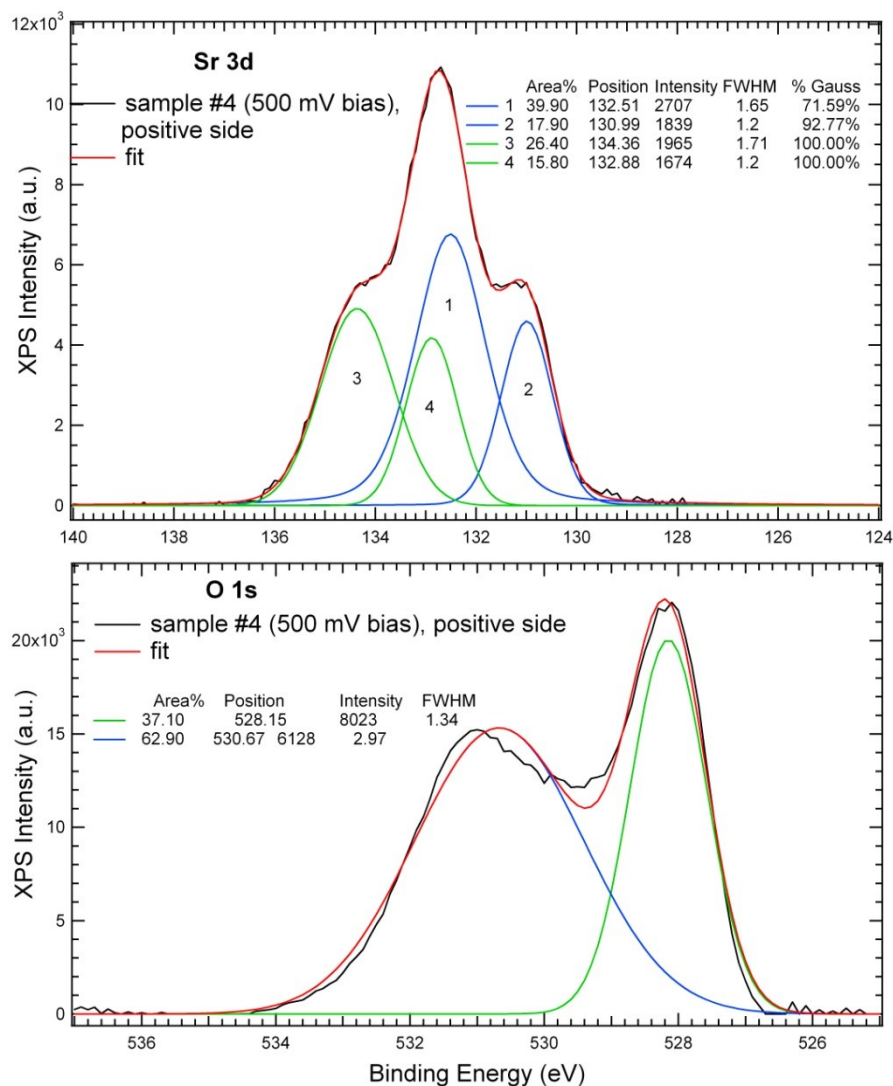 12x10³
Sr 3d
sample #4 (500 mV bias),
positive side
fit
Area% Position Intensity FWHM % Gauss
1 39.90 132.51 2707 1.65 71.59%
2 17.90 130.99 1839 1.2 92.77%
3 26.40 134.36 1965 1.71 100.00%
4 15.80 132.88 1674 1.2 100.00%
10
8
6
4
2
0
XPS Intensity (a.u.)
1
3
4
2
140 138 136 134 132 130 128 126 124
O 1s
sample #4 (500 mV bias), positive side
fit
Area% Position Intensity FWHM
37.10 528.15 8023 1.34
62.90 530.67 6128 2.97
20x10³
15
10
5
0
XPS Intensity (a.u.)
536 534 532 530 528 526
Binding Energy (eV)